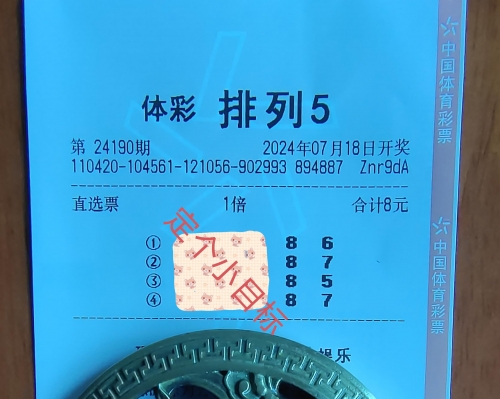 体彩 排列5
第 24190期 2024年07月18日开奖
110420-104561-121056-902993 894887 Znr9dA
直选票 1倍 合计8元
① 8 6
② 8 7
③ 8 5
④ 8 7
定个小目标
娱乐
中国体育彩票
中国体育彩票